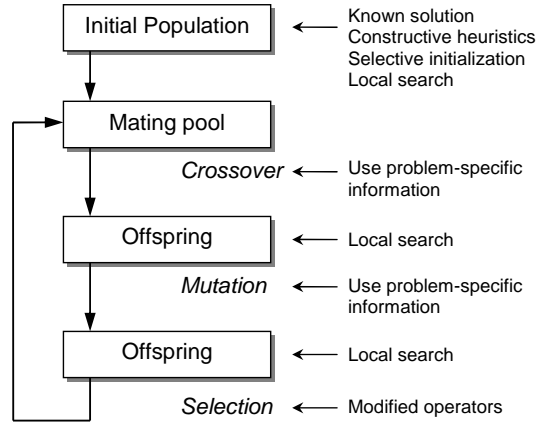 Initial Population
Known solution
Constructive heuristics
Selective initialization
Local search
Mating pool
Crossover
Use problem-specific
information
Offspring
Local search
Mutation
Use problem-specific
information
Offspring
Local search
Selection
Modified operators